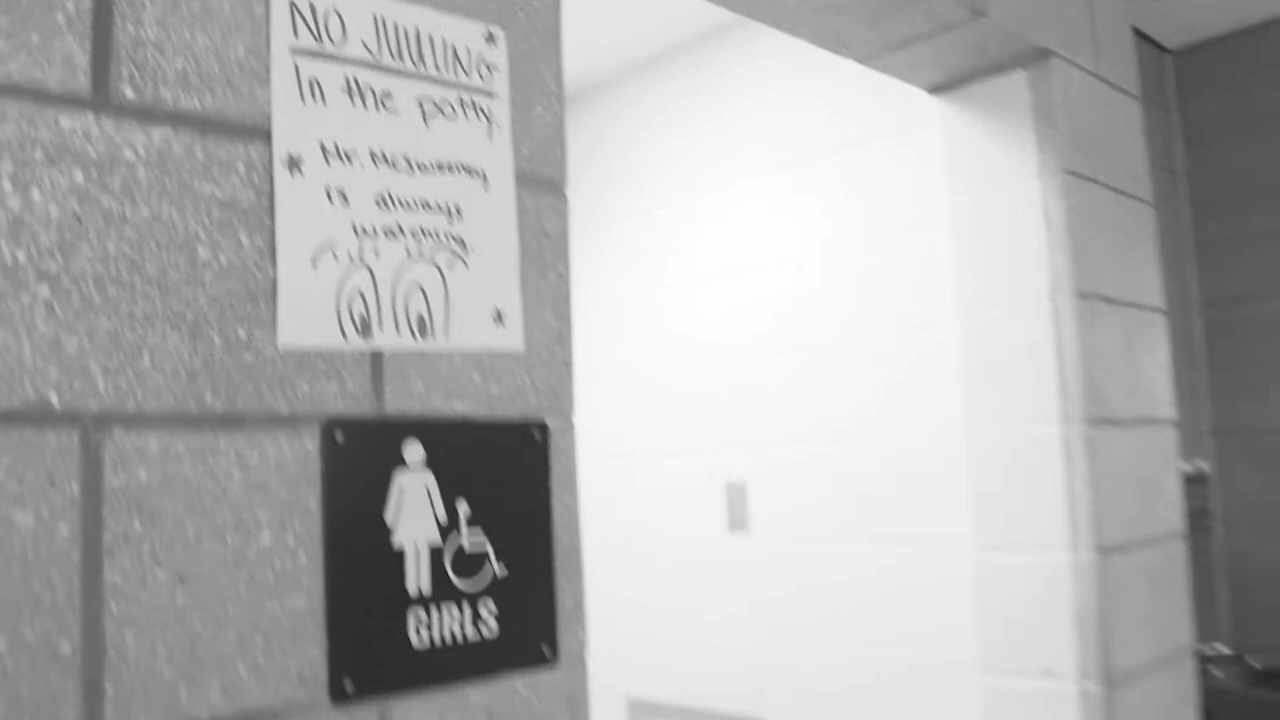 NO JUULING
In the potty.
Mr. McSweeney
is always
watching.
GIRLS